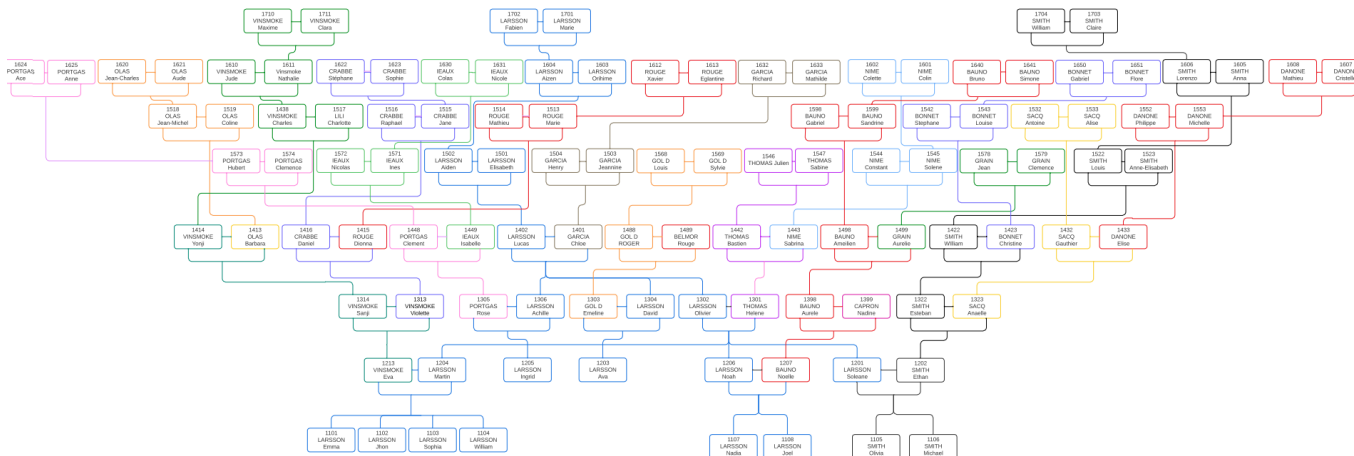 1710
VINSMOKE
Maxime
1711
VINSMOKE
Clara
1702
LARSSON
Fabien
1701
LARSSON
Marie
1704
SMITH
William
1703
SMITH
Claire
1624
PORTGAS
Ace
1625
PORTGAS
Anne
1620
OLAS
Jean-Charles
1621
OLAS
Aude
1610
VINSMOKE
Jude
1611
Vinsmoke
Nathalie
1622
CRABBE
Stéphane
1623
CRABBE
Sophie
1630
IEAUX
Colas
1631
IEAUX
Nicole
1604
LARSSON
Aizen
1603
LARSSON
Orihime
1612
ROUGE
Xavier
1613
ROUGE
Eglantine
1632
GARCIA
Richard
1633
GARCIA
Mathilde
1602
NIME
Colette
1601
NIME
Colin
1640
BAUNO
Bruno
1641
BAUNO
Simone
1650
BONNET
Gabriel
1651
BONNET
Flore
1606
SMITH
Lorenzo
1605
SMITH
Anna
1608
DANONE
Mathieu
1607
DANONE
1518
OLAS
Jean-Michel
1519
OLAS
Coline
1438
VINSMOKE
Charles
1517
LILI
Charlotte
1516
CRABBE
Raphael
1515
CRABBE
Jane
1514
ROUGE
Mathieu
1513
ROUGE
Marie
1598
BAUNO
Gabriel
1599
BAUNO
Sandrine
1542
BONNET
Stephane
1543
BONNET
Louise
1532
SACQ
Antoine
1533
SACQ
Alise
1552
DANONE
Philippe
1553
DANONE
Michelle
1573
PORTGAS
Hubert
1574
PORTGAS
Clemence
1572
IEAUX
Nicolas
1571
IEAUX
Ines
1502
LARSSON
Aiden
1501
LARSSON
Elisabeth
1504
GARCIA
Henry
1503
GARCIA
Jeannine
1568
GOL D
Louis
1569
GOL D
Sylvie
1546
THOMAS Julien
1547
THOMAS
Sabine
1544
NIME
Constant
1545
NIME
Solene
1578
GRAIN
Jean
1579
GRAIN
Clemence
1522
SMITH
Louis
1523
SMITH
Anne-Elisabeth
1414
VINSMOKE
Yonji
1413
OLAS
Barbara
1416
CRABBE
Daniel
1415
ROUGE
Dionna
1448
PORTGAS
Clement
1449
IEAUX
Isabelle
1402
LARSSON
Lucas
1401
GARCIA
Chloe
1488
GOL D
ROGER
1489
BELMOR
Rouge
1442
THOMAS
Bastien
1443
NIME
Sabrina
1498
BAUNO
Ameilien
1499
GRAIN
Aurelie
1422
SMITH
William
1423
BONNET
Christine
1432
SACQ
Gauthier
1433
DANONE
Elise
1314
VINSMOKE
Sanji
1313
VINSMOKE
Violette
1305
PORTGAS
Rose
1306
LARSSON
Achille
1303
GOL D
Emeline
1304
LARSSON
David
1302
LARSSON
Olivier
1301
THOMAS
Helene
1398
BAUNO
Aurele
1399
CAPRON
Nadine
1322
SMITH
Esteban
1323
SACQ
Anaelle
1213
VINSMOKE
Eva
1204
LARSSON
Martin
1205
LARSSON
Ingrid
1203
LARSSON
Ava
1206
LARSSON
Noah
1207
BAUNO
Noelle
1201
LARSSON
Soleane
1202
SMITH
Ethan
1101
LARSSON
Emma
1102
LARSSON
Jhon
1103
LARSSON
Sophia
1104
LARSSON
William
1107
LARSSON
Nadia
1108
LARSSON
Joel
1105
SMITH
Olivia
1106
SMITH
Michael